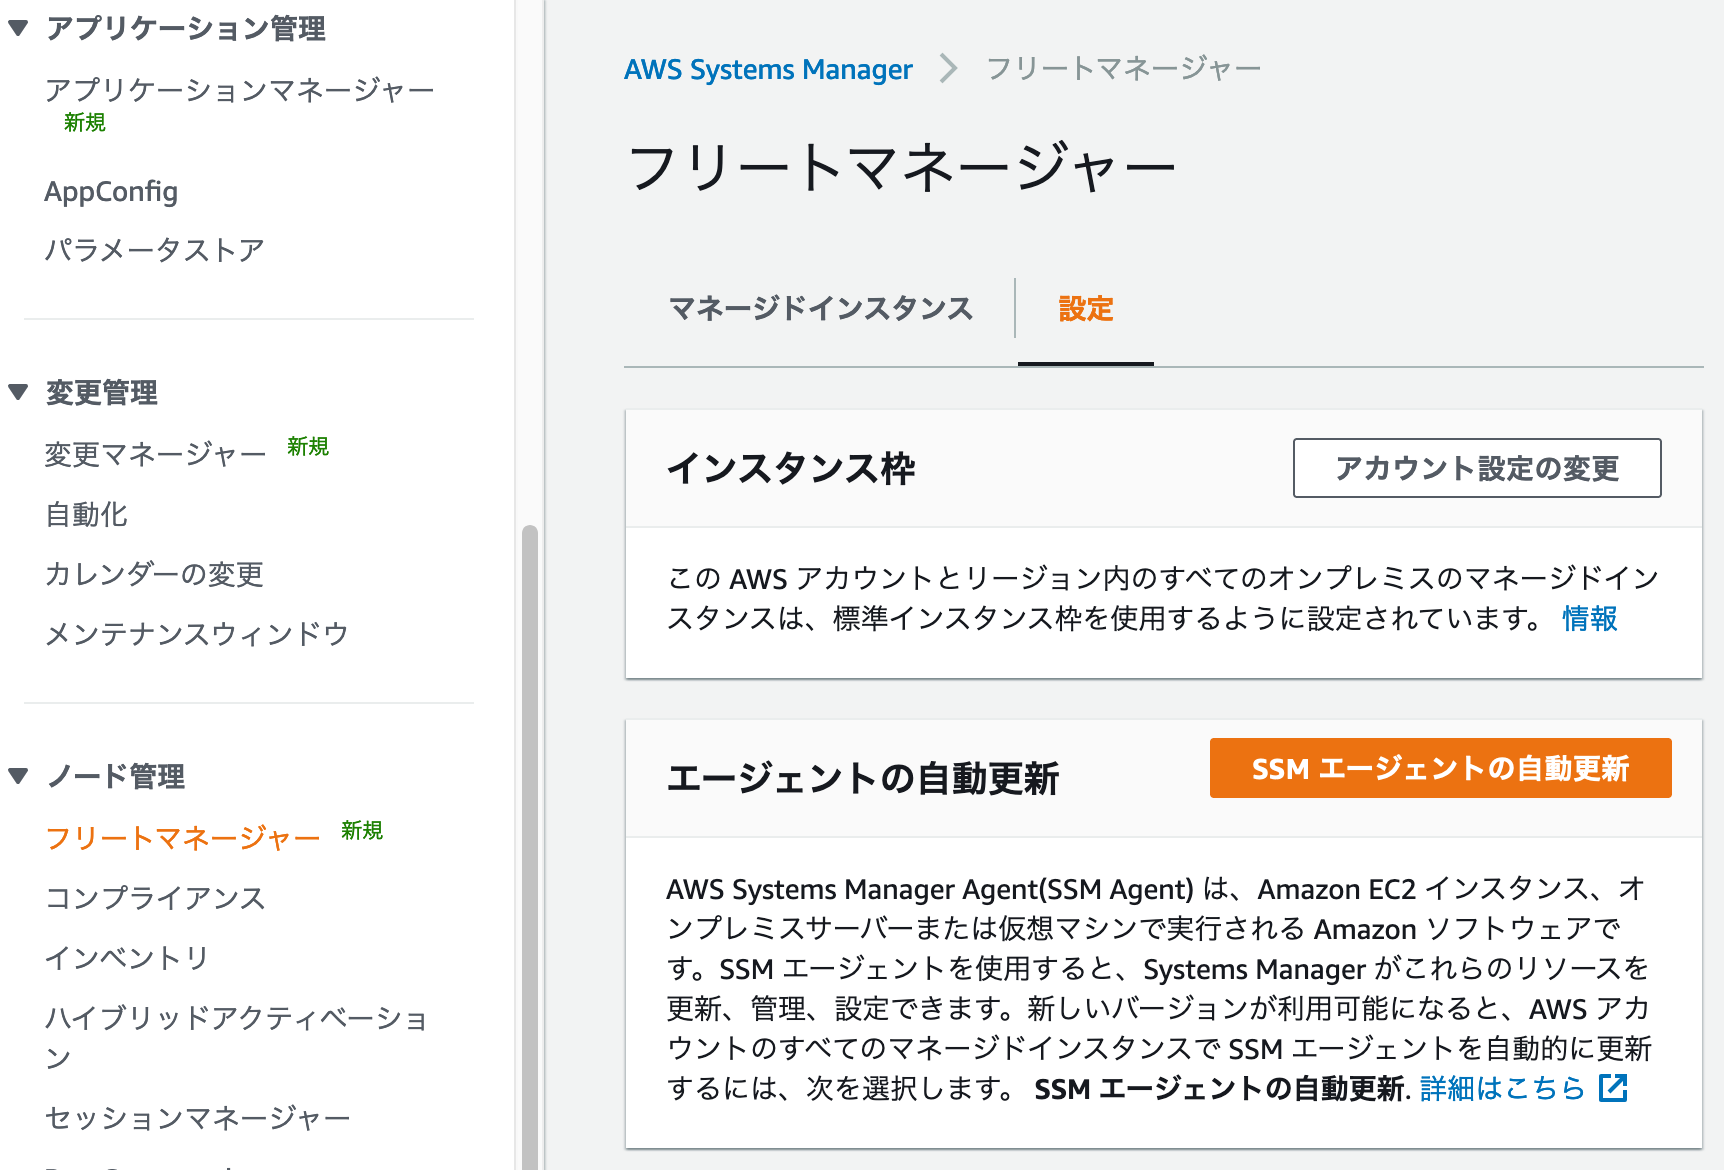 アプリケーション管理
アプリケーションマネージャー
新規
AppConfig
パラメータストア
変更管理
変更マネージャー 新規
自動化
カレンダーの変更
メンテナンスウィンドウ
ノード管理
フリートマネージャー 新規
コンプライアンス
インベントリ
ハイブリッドアクティベーショ
ン
セッションマネージャー
AWS Systems Manager
フリートマネージャー
フリートマネージャー
マネージドインスタンス
設定
インスタンス枠
アカウント設定の変更
この AWS アカウントとリージョン内のすべてのオンプレミスのマネージドイン
スタンスは、標準インスタンス枠を使用するように設定されています。 情報
エージェントの自動更新
SSM エージェントの自動更新
AWS Systems Manager Agent(SSM Agent) は、Amazon EC2 インスタンス、オ
ンプレミスサーバーまたは仮想マシンで実行される Amazon ソフトウェアで
す。SSM エージェントを使用すると、Systems Manager がこれらのリソースを
更新、管理、設定できます。新しいバージョンが利用可能になると、AWS アカ
ウントのすべてのマネージドインスタンスで SSM エージェントを自動的に更新
するには、次を選択します。 SSM エージェントの自動更新. 詳細はこちら